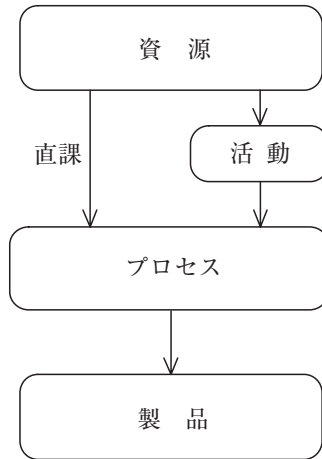 資　源
直課
活 動
プロセス
製　品